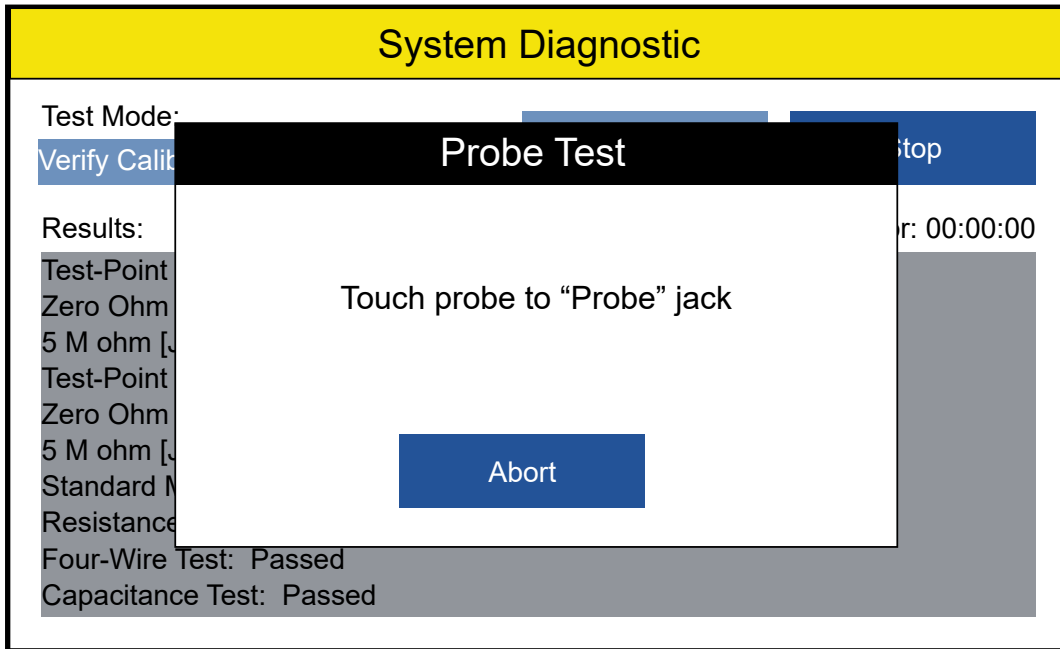 System Diagnostic
Test Mode:
Verify Calib
Probe Test
Stop
Results:
r: 00:00:00
Test-Point
Zero Ohm
5 M ohm [J
Test-Point
Zero Ohm
5 M ohm [J
Standard M
Resistance
Four-Wire Test: Passed
Capacitance Test: Passed
Touch probe to “Probe” jack
Abort